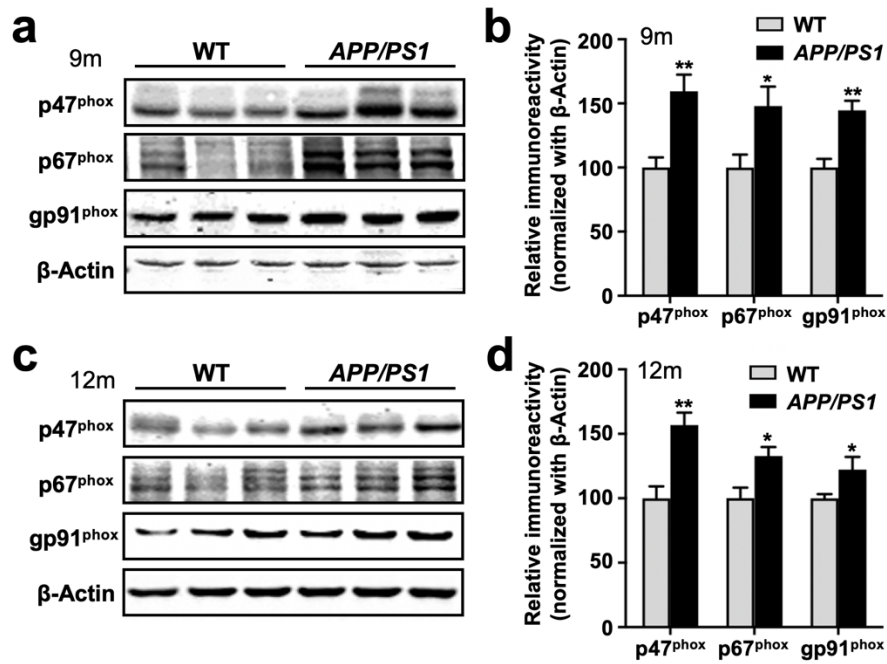 a
9m
WT APP/PS1
p47phox
p67phox
gp91phox
β-Actin
b
9m
WT
APP/PS1
Relative immunoreactivity
(normalized with β-Actin)
200
150
100
50
0
** * **
p47phox p67phox gp91phox
c
12m
WT APP/PS1
p47phox
p67phox
gp91phox
β-Actin
d
12m
WT
APP/PS1
Relative immunoreactivity
(normalized with β-Actin)
200
150
100
50
0
** * *
p47phox p67phox gp91phox